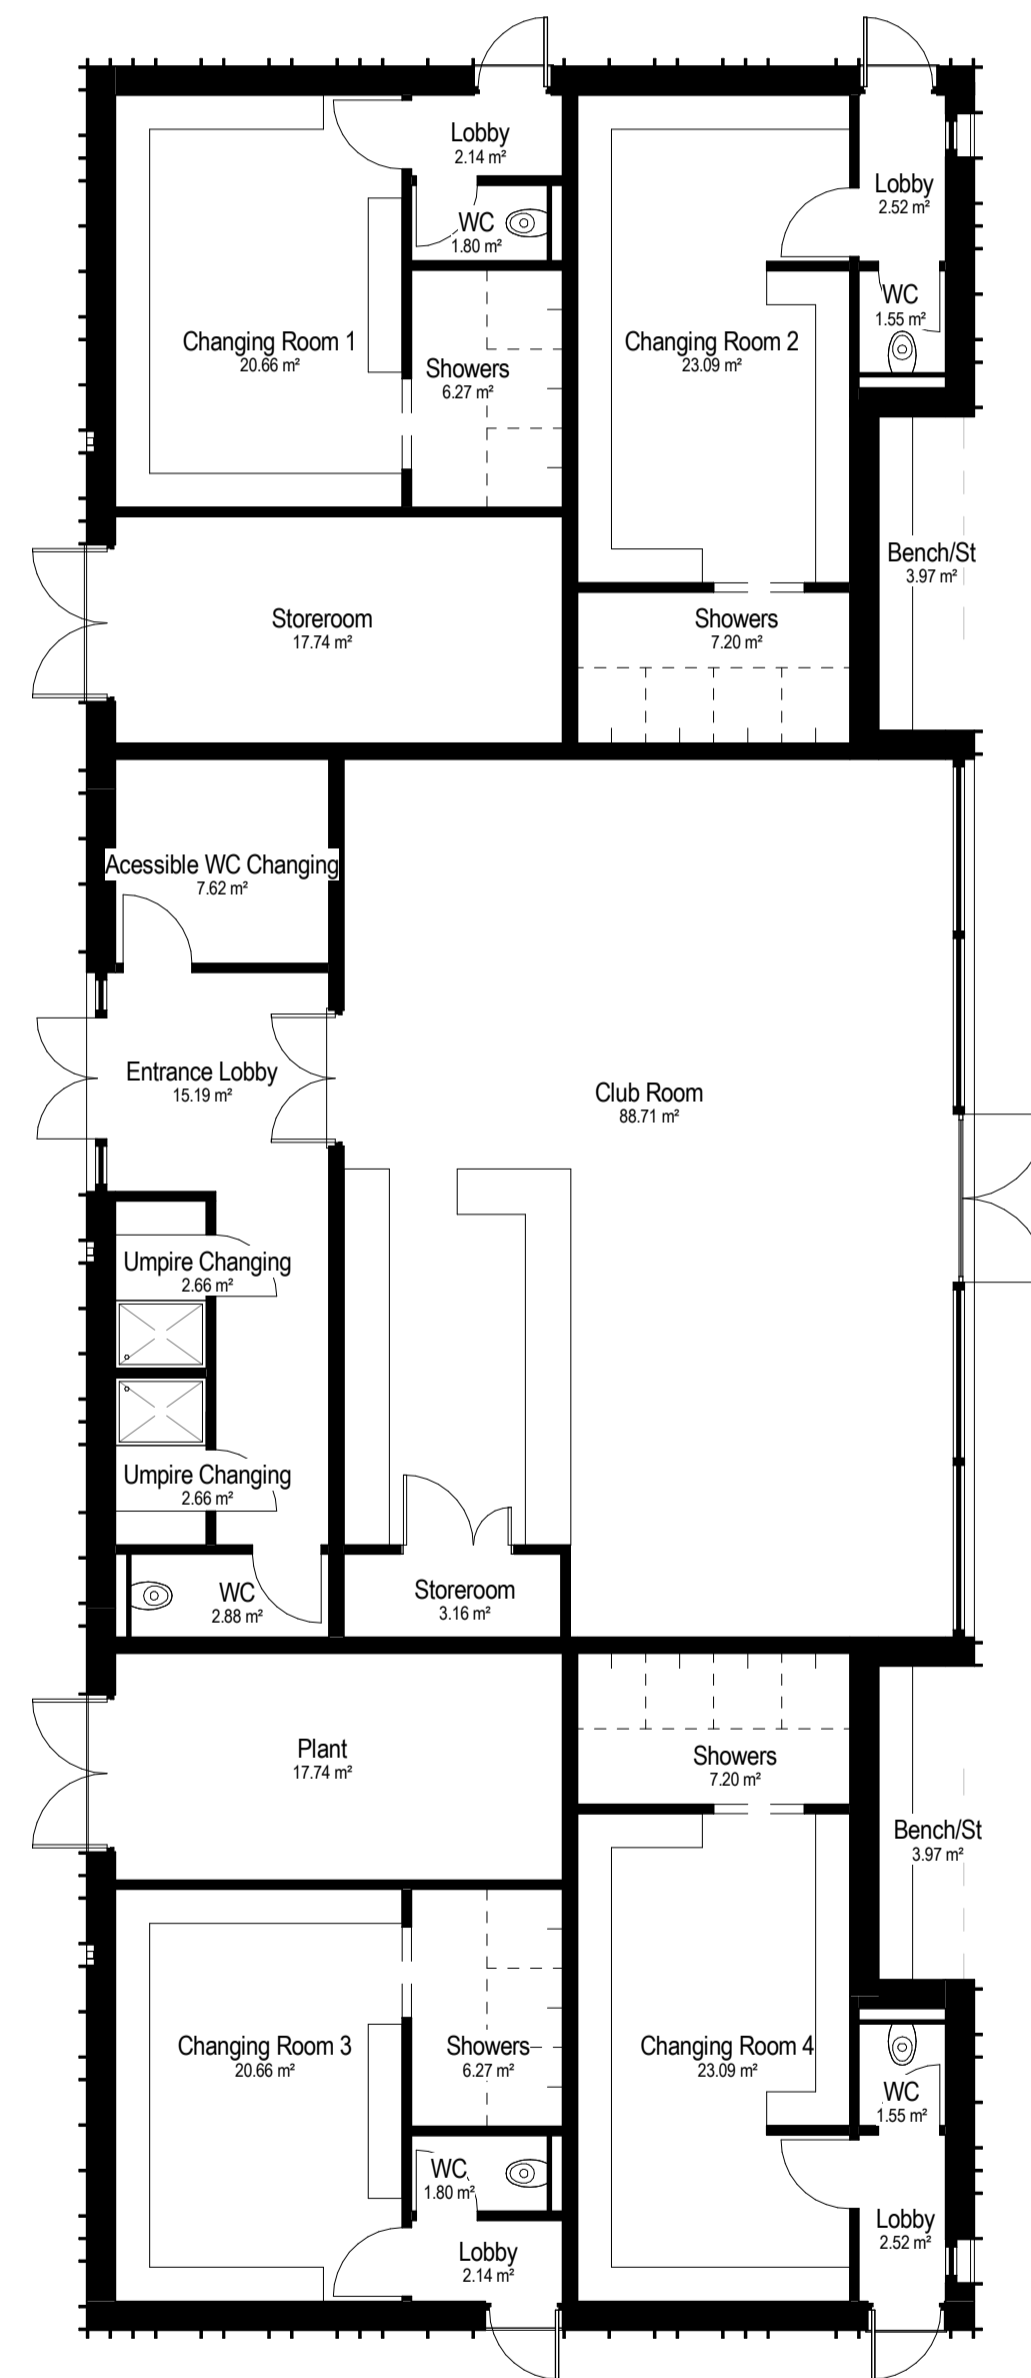 Lobby
2.14 m²
Lobby
2.52 m²
WC
1.80 m²
WC
1.55 m²
Changing Room 1
20.66 m²
Showers
6.27 m²
Changing Room 2
23.09 m²
Bench/St
3.97 m²
Storeroom
17.74 m²
Showers
7.20 m²
Acessible WC Changing
7.62 m²
Entrance Lobby
15.19 m²
Club Room
88.71 m²
Umpire Changing
2.66 m²
Umpire Changing
2.66 m²
WC
2.88 m²
Storeroom
3.16 m²
Plant
17.74 m²
Showers
7.20 m²
Bench/St
3.97 m²
Changing Room 3
20.66 m²
Showers
6.27 m²
Changing Room 4
23.09 m²
WC
1.55 m²
WC
1.80 m²
Lobby
2.14 m²
Lobby
2.52 m²